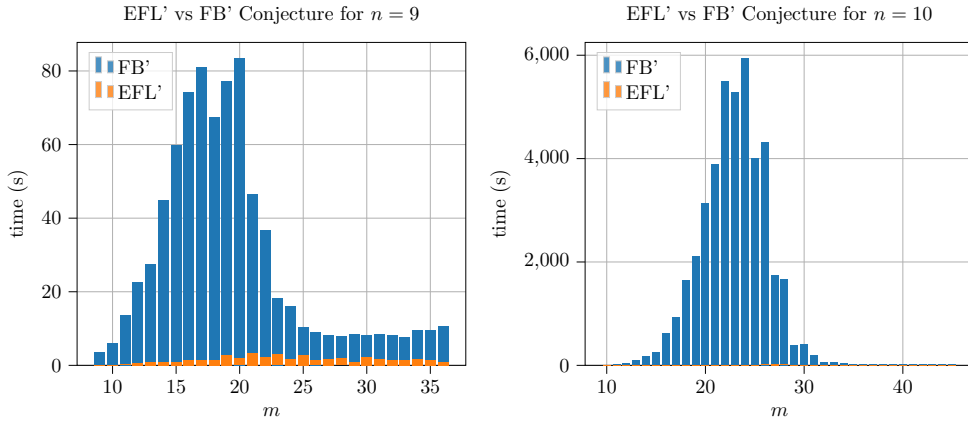 EFL' vs FB' Conjecture for n = 9
80
60
40
20
0
time (s)
FB'
EFL'
10 15 20 25 30 35
m
EFL' vs FB' Conjecture for n = 10
6,000
4,000
2,000
0
time (s)
FB'
EFL'
10 20 30 40
m